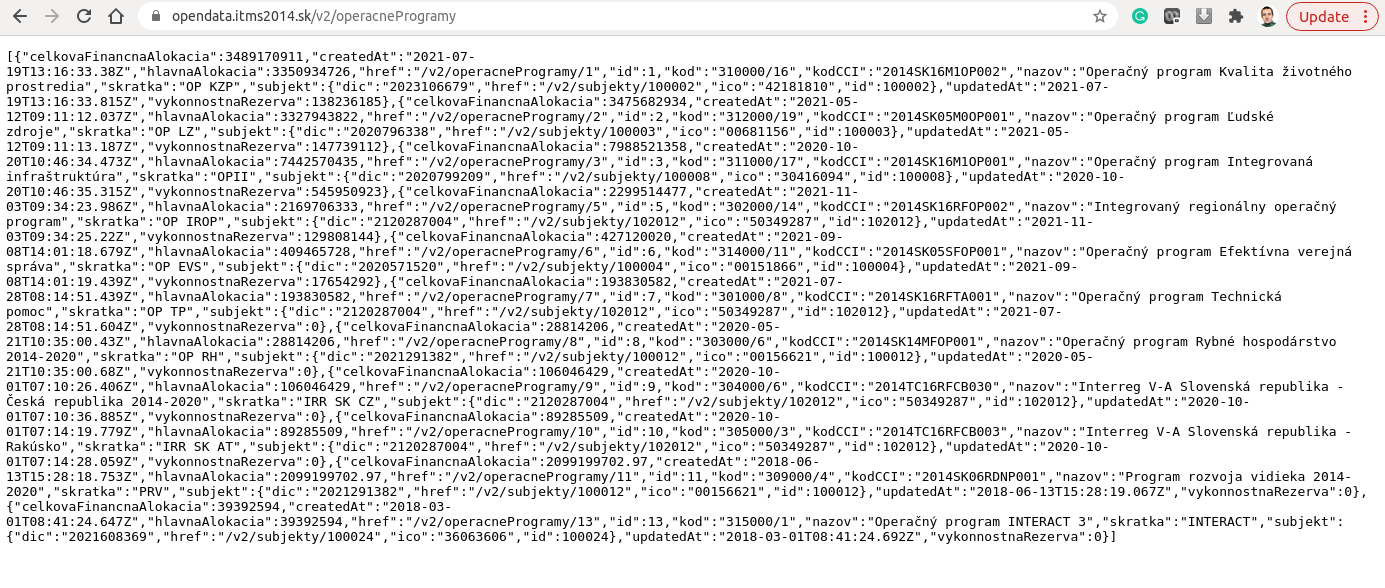 opendata.itms2014.sk/v2/operacneProgramy
Update
[{"celkovaFinancnaAlokacia":3489170911,"createdAt":"2021-07-
19T13:16:33.38Z","hlavnaAlokacia":3350934726,"href":"/v2/operacneProgramy/1","id":1,"kod":"310000/16","kodCCI":"2014SK16M1OP002","nazov":"Operačný program Kvalita životného
prostredia","skratka":"OP KZP","subjekt":{"dic":"2023106679","href":"/v2/subjekty/100002","ico":"42181810","id":100002},"updatedAt":"2021-07-
19T13:16:33.815Z","vykonnostnaRezerva":138236185},{"celkovaFinancnaAlokacia":3475682934,"createdAt":"2021-05-
12T09:11:12.037Z","hlavnaAlokacia":3327943822,"href":"/v2/operacneProgramy/2","id":2,"kod":"312000/19","kodCCI":"2014SK05M0OP001","nazov":"Operačný program Ľudské
zdroje","skratka":"OP LZ","subjekt":{"dic":"2020796338","href":"/v2/subjekty/100003","ico":"00681156","id":100003},"updatedAt":"2021-05-
12T09:11:13.187Z","vykonnostnaRezerva":147739112},{"celkovaFinancnaAlokacia":7988521358,"createdAt":"2020-10-
20T10:46:34.473Z","hlavnaAlokacia":7442570435,"href":"/v2/operacneProgramy/3","id":3,"kod":"311000/17","kodCCI":"2014SK16M1OP001","nazov":"Operačný program Integrovaná
infraštruktúra","skratka":"OPII","subjekt":{"dic":"2020799209","href":"/v2/subjekty/100008","ico":"30416094","id":100008},"updatedAt":"2020-10-
20T10:46:35.315Z","vykonnostnaRezerva":545950923},{"celkovaFinancnaAlokacia":2299514477,"createdAt":"2021-11-
03T09:34:23.986Z","hlavnaAlokacia":2169706333,"href":"/v2/operacneProgramy/5","id":5,"kod":"302000/14","kodCCI":"2014SK16RFOP002","nazov":"Integrovaný regionálny operačný
program","skratka":"OP IROP","subjekt":{"dic":"2120287004","href":"/v2/subjekty/102012","ico":"50349287","id":102012},"updatedAt":"2021-11-
03T09:34:25.22Z","vykonnostnaRezerva":129808144},{"celkovaFinancnaAlokacia":427120020,"createdAt":"2021-09-
08T14:01:18.679Z","hlavnaAlokacia":409465728,"href":"/v2/operacneProgramy/6","id":6,"kod":"314000/11","kodCCI":"2014SK05SFOP001","nazov":"Operačný program Efektívna verejná
správa","skratka":"OP EVS","subjekt":{"dic":"2020571520","href":"/v2/subjekty/100004","ico":"00151866","id":100004},"updatedAt":"2021-09-
08T14:01:19.439Z","vykonnostnaRezerva":17654292},{"celkovaFinancnaAlokacia":193830582,"createdAt":"2021-07-
28T08:14:51.439Z","hlavnaAlokacia":193830582,"href":"/v2/operacneProgramy/7","id":7,"kod":"301000/8","kodCCI":"2014SK16RFTA001","nazov":"Operačný program Technická
pomoc","skratka":"OP TP","subjekt":{"dic":"2120287004","href":"/v2/subjekty/102012","ico":"50349287","id":102012},"updatedAt":"2021-07-
28T08:14:51.604Z","vykonnostnaRezerva":0},{"celkovaFinancnaAlokacia":28814206,"createdAt":"2020-05-
21T10:35:00.43Z","hlavnaAlokacia":28814206,"href":"/v2/operacneProgramy/8","id":8,"kod":"303000/6","kodCCI":"2014SK14MFOP001","nazov":"Operačný program Rybné hospodárstvo
2014-2020","skratka":"OP RH","subjekt":{"dic":"2021291382","href":"/v2/subjekty/100012","ico":"00156621","id":100012},"updatedAt":"2020-05-
21T10:35:00.68Z","vykonnostnaRezerva":0},{"celkovaFinancnaAlokacia":106046429,"createdAt":"2020-10-
01T07:10:26.406Z","hlavnaAlokacia":106046429,"href":"/v2/operacneProgramy/9","id":9,"kod":"304000/6","kodCCI":"2014TC16RFCB030","nazov":"Interreg V-A Slovenská republika -
Česká republika 2014-2020","skratka":"IRR SK CZ","subjekt":{"dic":"2120287004","href":"/v2/subjekty/102012","ico":"50349287","id":102012},"updatedAt":"2020-10-
01T07:10:36.885Z","vykonnostnaRezerva":0},{"celkovaFinancnaAlokacia":89285509,"createdAt":"2020-10-
01T07:14:19.779Z","hlavnaAlokacia":89285509,"href":"/v2/operacneProgramy/10","id":10,"kod":"305000/3","kodCCI":"2014TC16RFCB003","nazov":"Interreg V-A Slovenská republika -
Rakúsko","skratka":"IRR SK AT","subjekt":{"dic":"2120287004","href":"/v2/subjekty/102012","ico":"50349287","id":102012},"updatedAt":"2020-10-
01T07:14:28.059Z","vykonnostnaRezerva":0},{"celkovaFinancnaAlokacia":2099199702.97,"createdAt":"2018-06-
13T15:28:18.753Z","hlavnaAlokacia":2099199702.97,"href":"/v2/operacneProgramy/11","id":11,"kod":"309000/4","kodCCI":"2014SK06RDNP001","nazov":"Program rozvoja vidieka 2014-
2020","skratka":"PRV","subjekt":{"dic":"2021291382","href":"/v2/subjekty/100012","ico":"00156621","id":100012},"updatedAt":"2018-06-13T15:28:19.067Z","vykonnostnaRezerva":0},
{"celkovaFinancnaAlokacia":39392594,"createdAt":"2018-03-
01T08:41:24.647Z","hlavnaAlokacia":39392594,"href":"/v2/operacneProgramy/13","id":13,"kod":"315000/1","nazov":"Operačný program INTERACT 3","skratka":"INTERACT","subjekt":
{"dic":"2021608369","href":"/v2/subjekty/100024","ico":"36063606","id":100024},"updatedAt":"2018-03-01T08:41:24.692Z","vykonnostnaRezerva":0}]